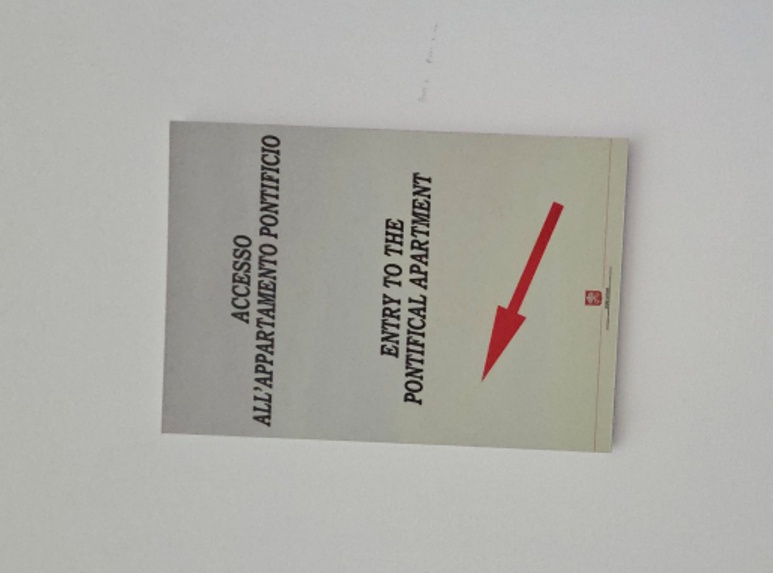 ACCESSO
ALL'APPARTAMENTO PONTIFICIO
ENTRY TO THE
PONTIFICAL APARTMENT